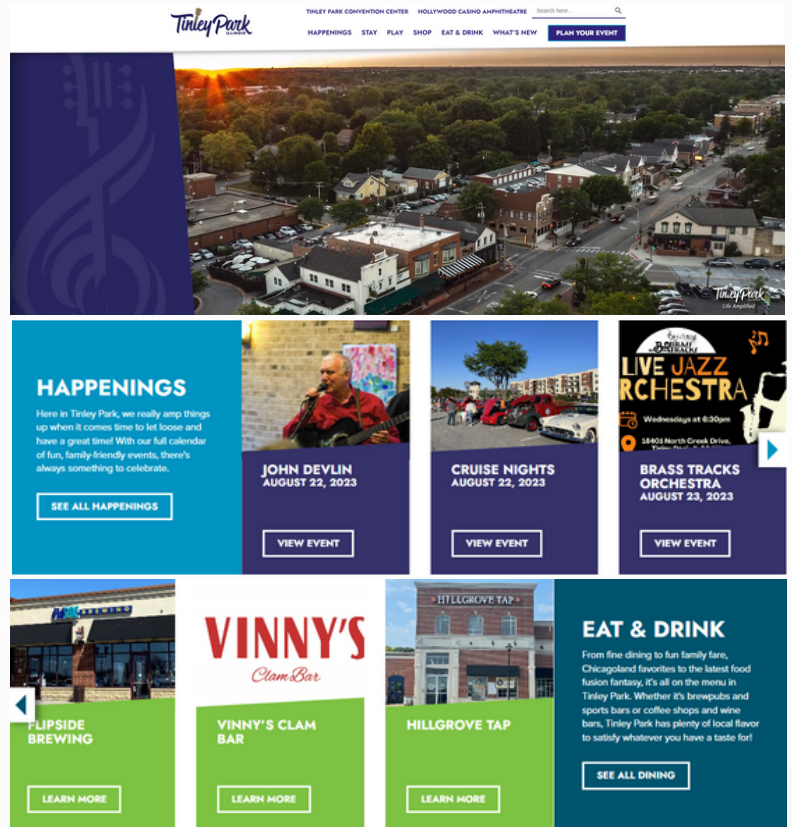 Tinley Park
ILLINOIS
TINLEY PARK CONVENTION CENTER
HOLLYWOOD CASINO AMPHITHEATRE
Search here...
HAPPENINGS
STAY
PLAY
SHOP
EAT & DRINK
WHAT'S NEW
PLAN YOUR EVENT
Tinley Park
Life Amplified
HAPPENINGS
Here in Tinley Park, we really amp things
up when it comes time to let loose and
have a great time! With our full calendar
of fun, family-friendly events, there's
always something to celebrate.
SEE ALL HAPPENINGS
JOHN DEVLIN
AUGUST 22, 2023
VIEW EVENT
CRUISE NIGHTS
AUGUST 22, 2023
VIEW EVENT
LIVE JAZZ
RCHESTRA
Wednesdays at 6:30pm
18401 North Creek Drive,
BRASS TRACKS
ORCHESTRA
AUGUST 23, 2023
VIEW EVENT
BREWING
FLIPSIDE
BREWING
LEARN MORE
VINNY'S
Clam Bar
VINNY'S CLAM
BAR
LEARN MORE
HILLGROVE TAP
HILLGROVE TAP
LEARN MORE
EAT & DRINK
From fine dining to fun family fare,
Chicagoland favorites to the latest food
fusion fantasy, it's all on the menu in
Tinley Park. Whether it's brewpubs and
sports bars or coffee shops and wine
bars, Tinley Park has plenty of local flavor
to satisfy whatever you have a taste for!
SEE ALL DINING